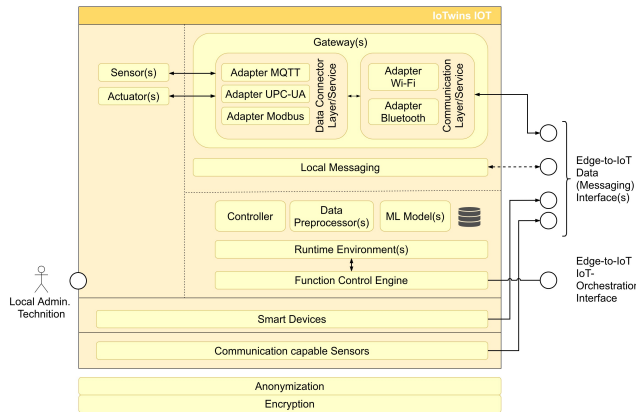 IoTwins IOT
Gateway(s)
Sensor(s)
Actuator(s)
Adapter MQTT
Adapter UPC-UA
Adapter Modbus
Data Connector
Layer/Service
Adapter
Wi-Fi
Adapter
Bluetooth
Communication
Layer/Service
Local Messaging
Edge-to-IoT
Data
(Messaging)
Interface(s)
Controller
Data
Preprocessor(s)
ML Model(s)
Runtime Environment(s)
Function Control Engine
Edge-to-IoT
IoT-
Orchestration
Interface
Local Admin.
Technition
Smart Devices
Communication capable Sensors
Anonymization
Encryption